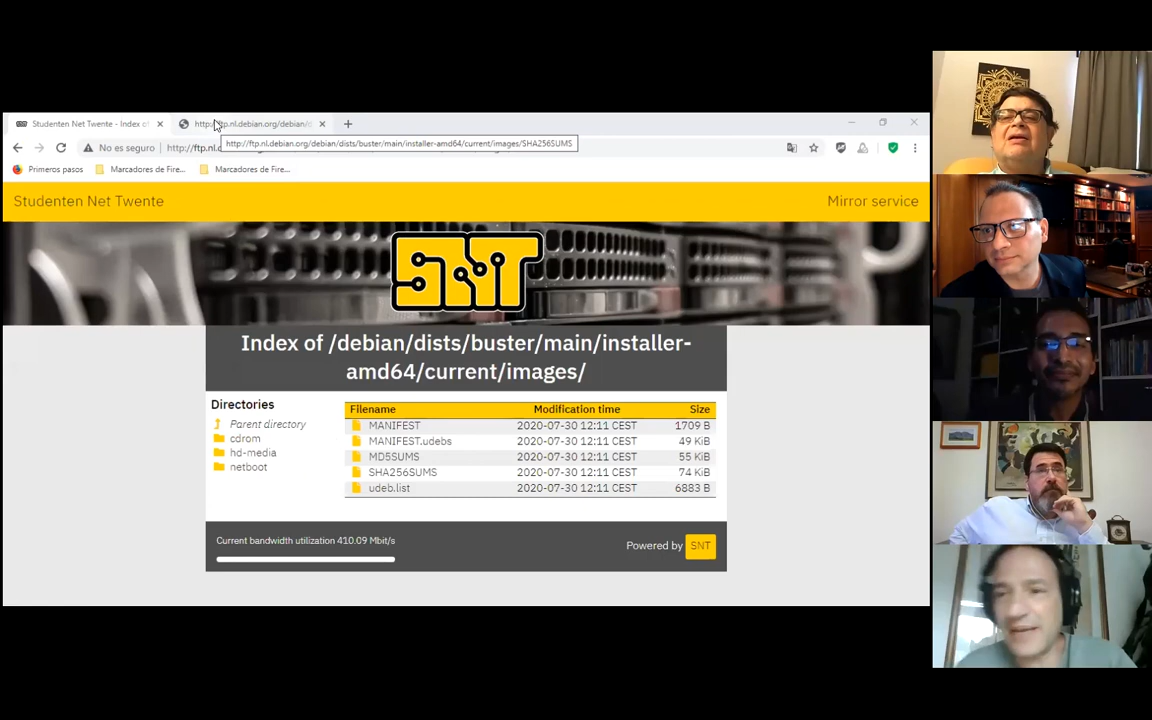 Studenten Net Twente - Index o
http://ftp.nl.debian.org/debian/d
No es seguro
http://ftp.nl.d
http://ftp.nl.debian.org/debian/dists/buster/main/installer-amd64/current/images/SHA256SUMS
Primeros pasos
Marcadores de Fire...
Marcadores de Fire...
Studenten Net Twente
Mirror service
SNT
Index of /debian/dists/buster/main/installer-
amd64/current/images/
Directories
Parent directory
cdrom
hd-media
netboot
Filename Modification time Size
MANIFEST 2020-07-30 12:11 CEST 1709 B
MANIFEST.udebs 2020-07-30 12:11 CEST 49 KiB
MD5SUMS 2020-07-30 12:11 CEST 55 KiB
SHA256SUMS 2020-07-30 12:11 CEST 74 KiB
udeb.list 2020-07-30 12:11 CEST 6883 B
Current bandwidth utilization 410.09 Mbit/s
Powered by SNT